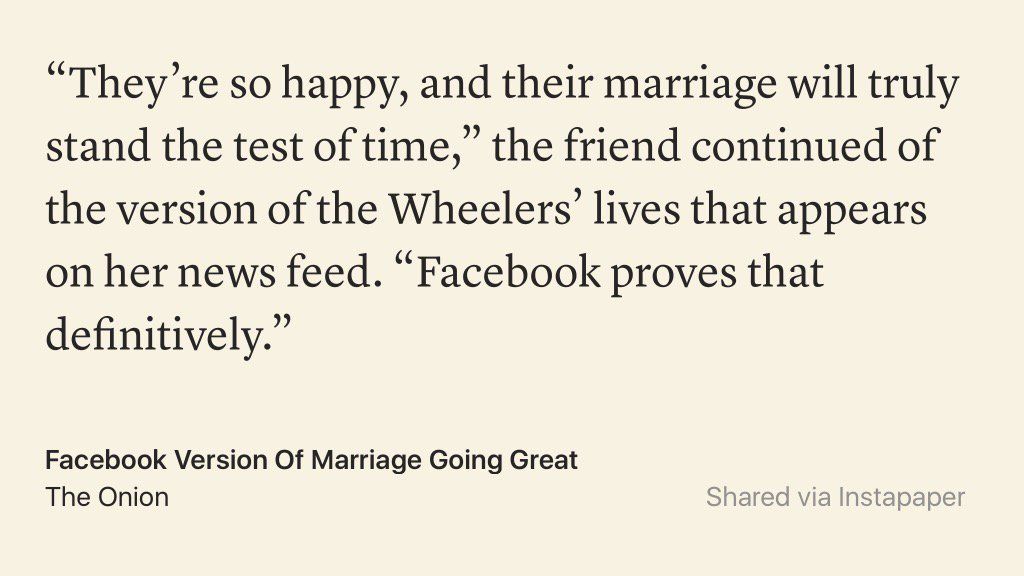 “They’re so happy, and their marriage will truly
stand the test of time,” the friend continued of
the version of the Wheelers’ lives that appears
on her news feed. “Facebook proves that
definitively.”
Facebook Version Of Marriage Going Great
The Onion
Shared via Instapaper